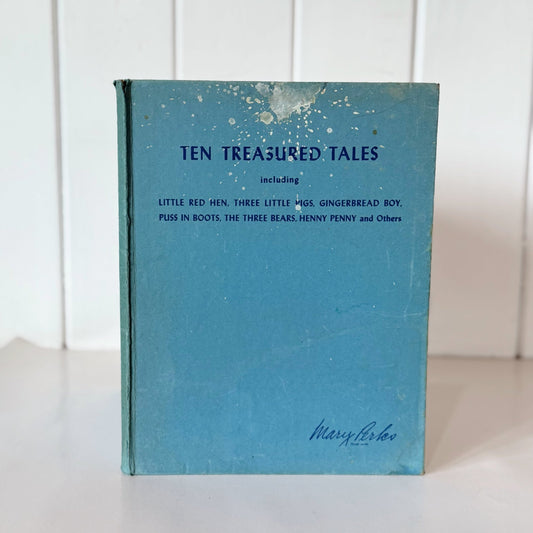 TEN TREASURED TALES
including
LITTLE RED HEN, THREE LITTLE PIGS, GINGERBREAD BOY,
PUSS IN BOOTS, THE THREE BEARS, HENNY PENNY and Others
Mary Perks